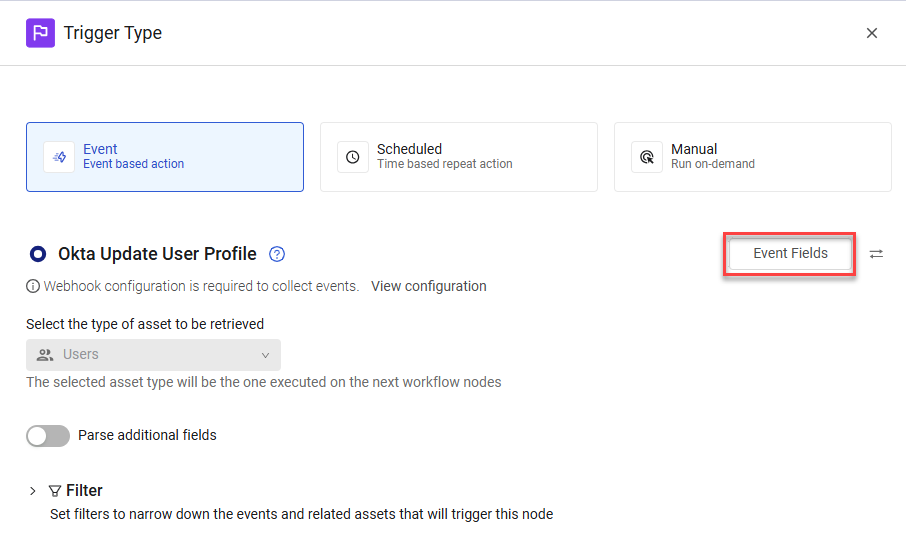 Trigger Type
Event
Event based action
Scheduled
Time based repeat action
Manual
Run on-demand
Okta Update User Profile
Event Fields
Webhook configuration is required to collect events. View configuration
Select the type of asset to be retrieved
Users
The selected asset type will be the one executed on the next workflow nodes
Parse additional fields
Filter
Set filters to narrow down the events and related assets that will trigger this node